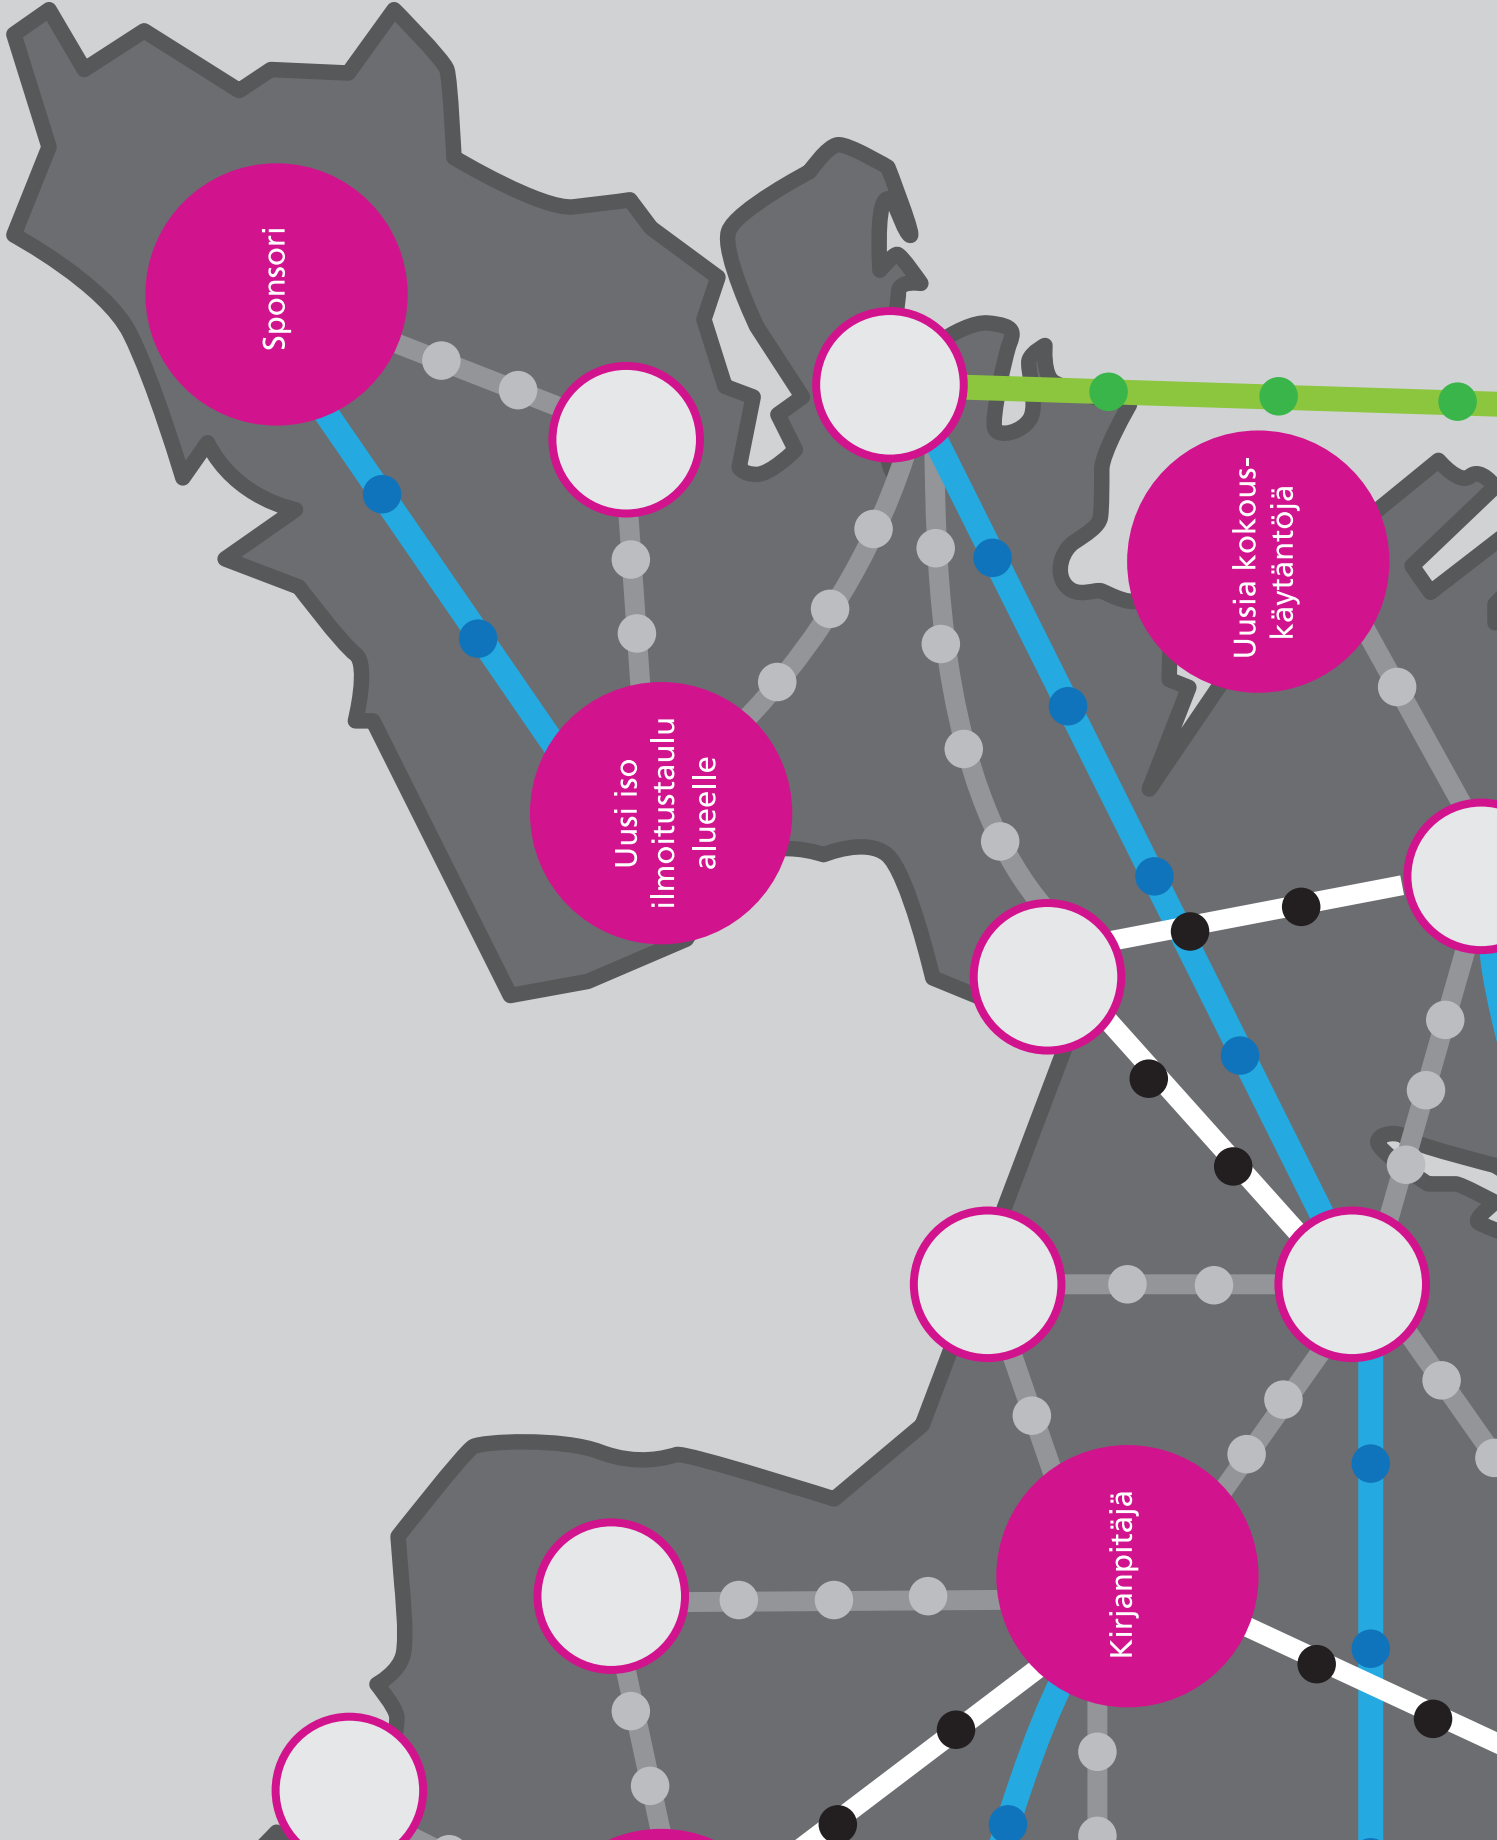 Sponsori
Uusi iso
ilmoitustaulu
alueelle
Uusia kokous-
käytäntöjä
Kirjanpitäjä